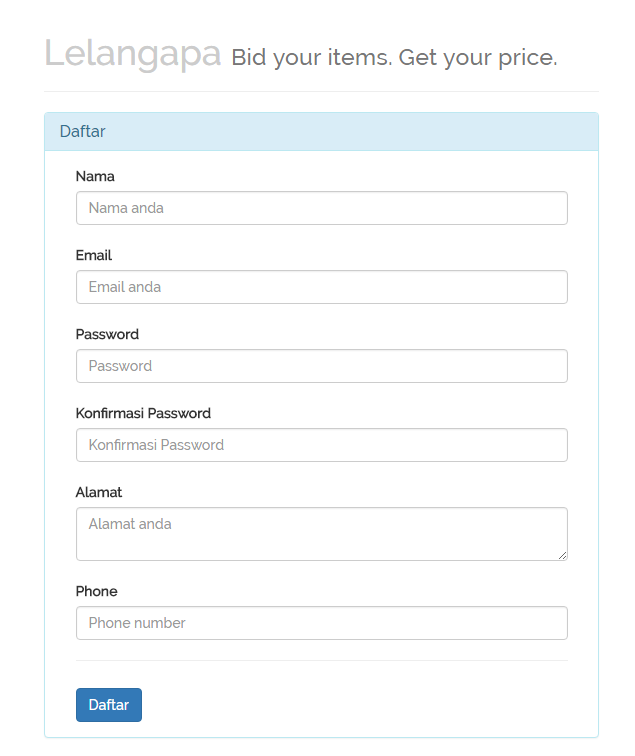 Lelangapa Bid your items. Get your price.
Daftar
Nama
Nama anda
Email
Email anda
Password
Password
Konfirmasi Password
Konfirmasi Password
Alamat
Alamat anda
Phone
Phone number
Daftar